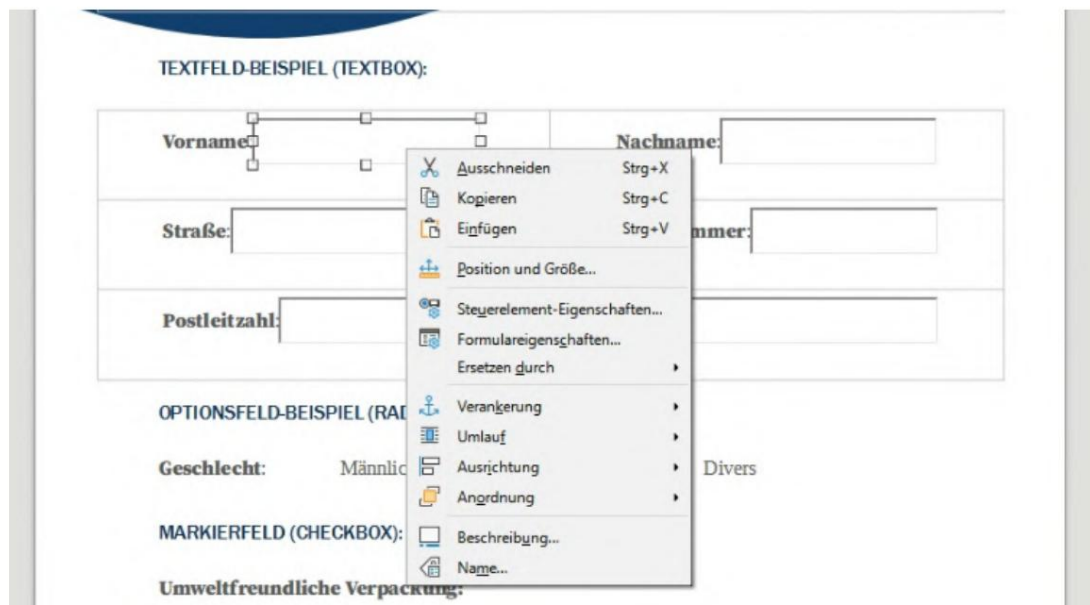 TEXTFELD-BEISPIEL (TEXTBOX):
Vorname Nachname:
Ausschneiden Strg+X
Kopieren Strg+C
Einfügen Strg+V
Straße: mmer:
Position und Größe...
Steuerelement-Eigenschaften...
Postleitzahl:
Formulareigenschaften...
Ersetzen durch
Verankerung
OPTIONSFELD-BEISPIEL (RAD
Umlauf
Geschlecht: Männlic Divers
Ausrichtung
Anordnung
MARKIERFELD (CHECKBOX):
Beschreibung...
Name...
Umweltfreundliche Verpackung: